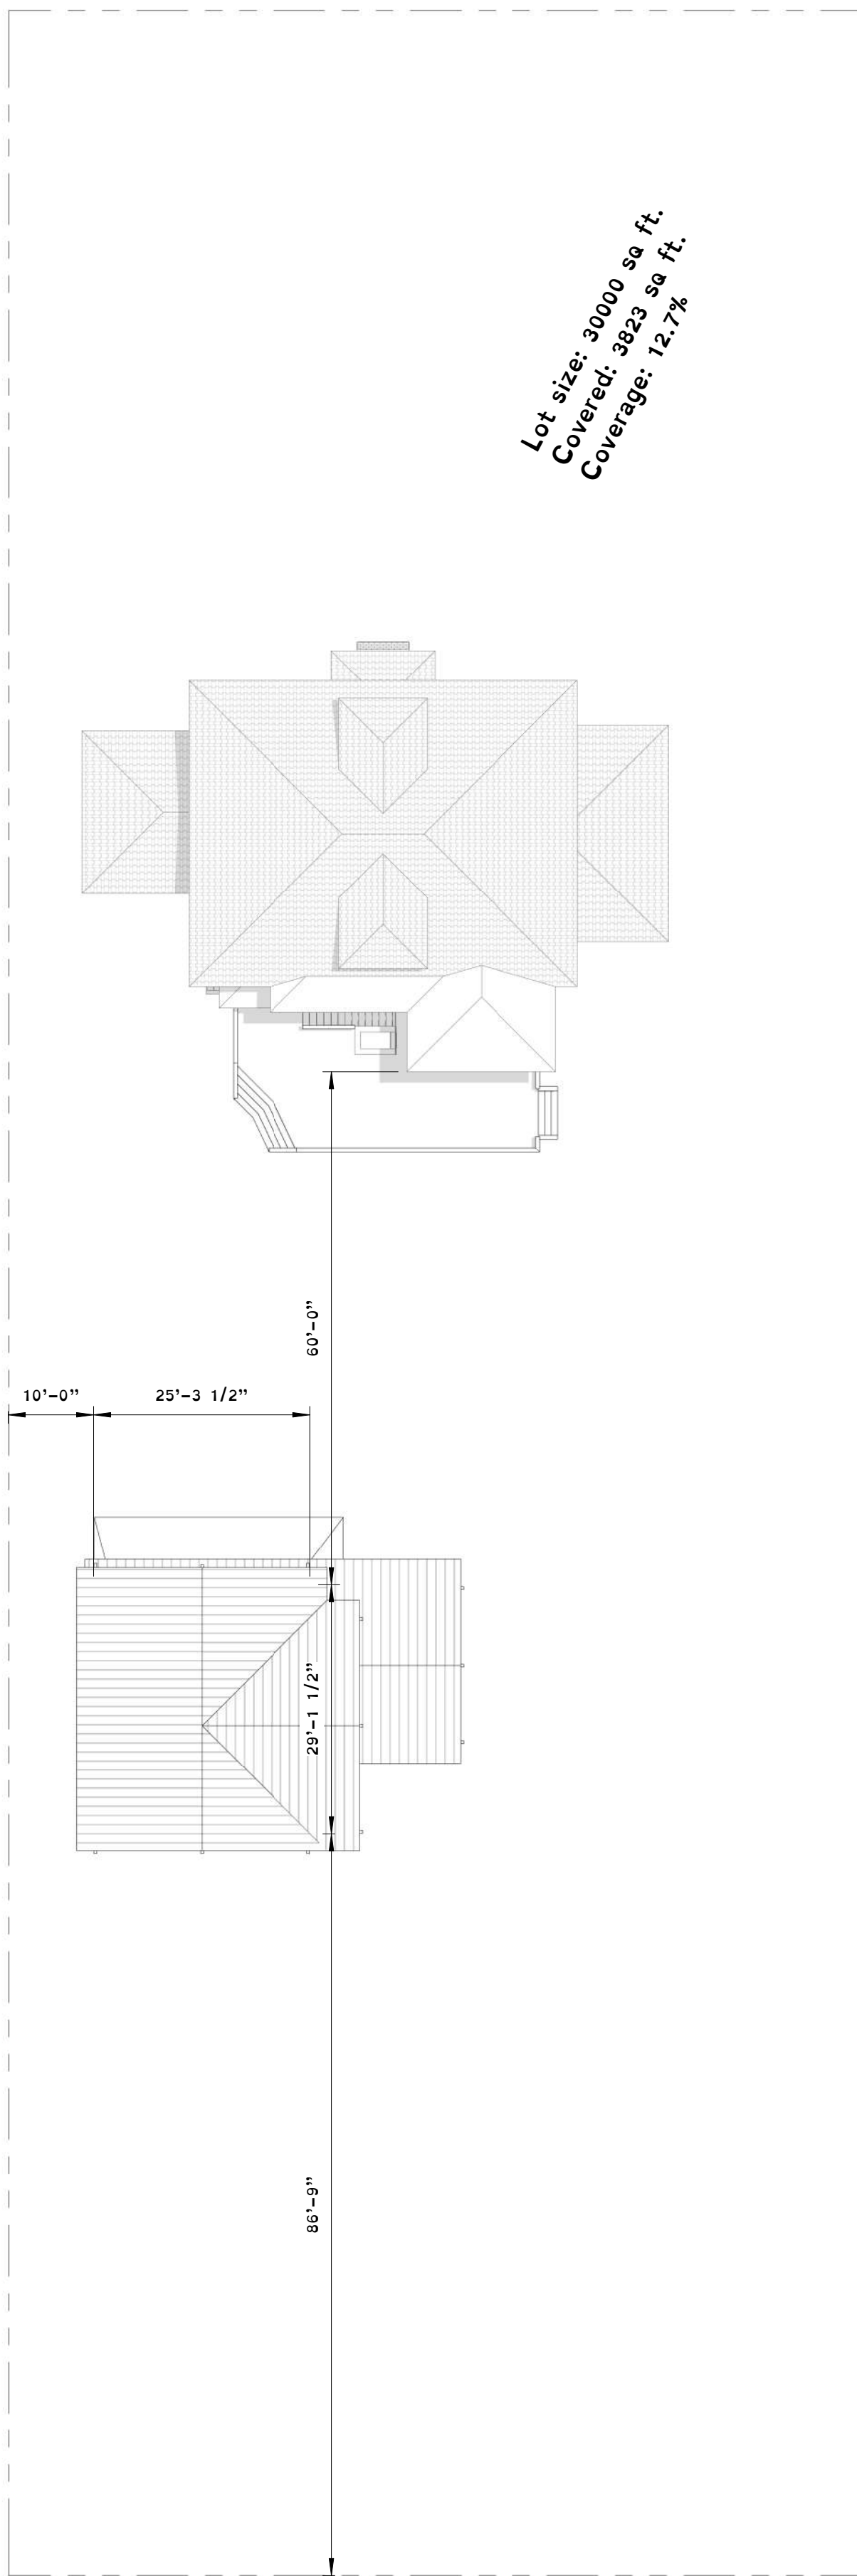 Lot size: 30000 sq ft.
Covered: 3823 sq ft.
Coverage: 12.7%
60'-0"
10'-0"
25'-3 1/2"
29'-1 1/2"
86'-9"